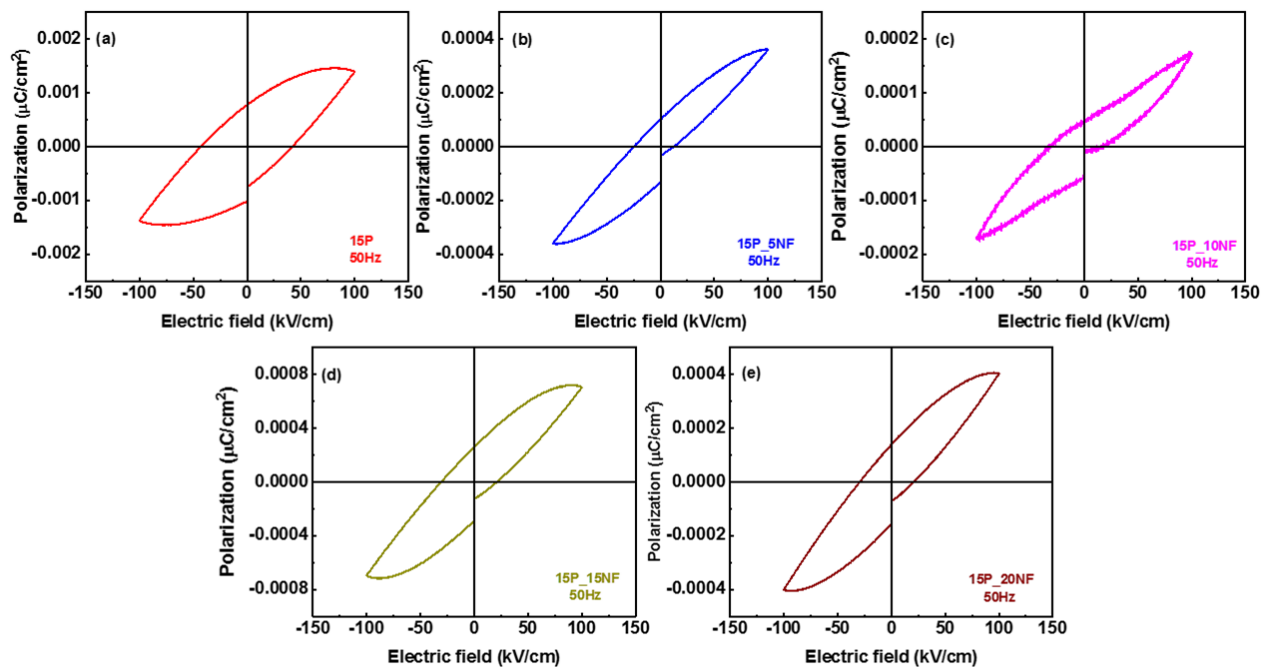 (a)
0.002
0.001
0.000
-0.001
-0.002
Polarization (μC/cm²)
15P
50Hz
-150 -100 -50 0 50 100 150
Electric field (kV/cm)
(b)
0.0004
0.0002
0.0000
-0.0002
-0.0004
Polarization (μC/cm²)
15P_5NF
50Hz
-150 -100 -50 0 50 100 150
Electric field (kV/cm)
(c)
0.0002
0.0001
0.0000
-0.0001
-0.0002
Polarization (μC/cm²)
15P_10NF
50Hz
-150 -100 -50 0 50 100 150
Electric field (kV/cm)
(d)
0.0008
0.0004
0.0000
-0.0004
-0.0008
Polarization (μC/cm²)
15P_15NF
50Hz
-150 -100 -50 0 50 100 150
Electric field (kV/cm)
(e)
0.0004
0.0002
0.0000
-0.0002
-0.0004
Polarization (μC/cm²)
15P_20NF
50Hz
-150 -100 -50 0 50 100 150
Electric field (kV/cm)